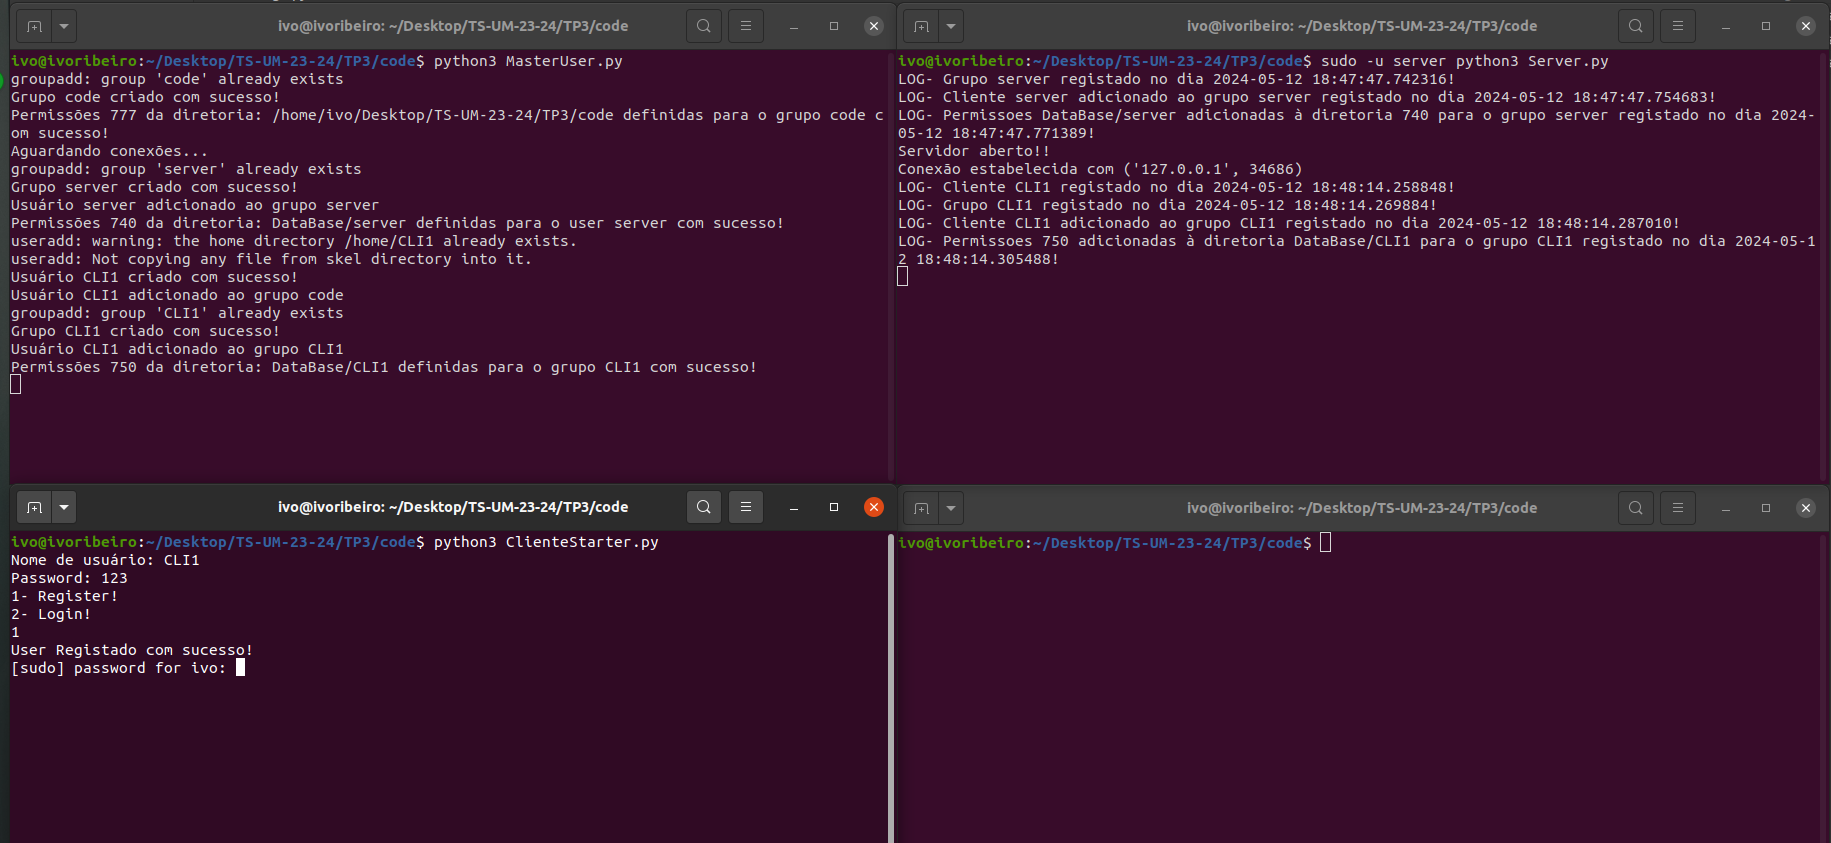 ivo@ivoribeiro: ~/Desktop/TS-UM-23-24/TP3/code
ivo@ivoribeiro:~/Desktop/TS-UM-23-24/TP3/code$ python3 MasterUser.py
groupadd: group 'code' already exists
Grupo code criado com sucesso!
Permissões 777 da diretoria: /home/ivo/Desktop/TS-UM-23-24/TP3/code definidas para o grupo code c
om sucesso!
Aguardando conexões...
groupadd: group 'server' already exists
Grupo server criado com sucesso!
Usuário server adicionado ao grupo server
Permissões 740 da diretoria: DataBase/server definidas para o user server com sucesso!
useradd: warning: the home directory /home/CLI1 already exists.
useradd: Not copying any file from skel directory into it.
Usuário CLI1 criado com sucesso!
Usuário CLI1 adicionado ao grupo code
groupadd: group 'CLI1' already exists
Grupo CLI1 criado com sucesso!
Usuário CLI1 adicionado ao grupo CLI1
Permissões 750 da diretoria: DataBase/CLI1 definidas para o grupo CLI1 com sucesso!
ivo@ivoribeiro: ~/Desktop/TS-UM-23-24/TP3/code
ivo@ivoribeiro:~/Desktop/TS-UM-23-24/TP3/code$ sudo -u server python3 Server.py
LOG- Grupo server registado no dia 2024-05-12 18:47:47.742316!
LOG- Cliente server adicionado ao grupo server registado no dia 2024-05-12 18:47:47.754683!
LOG- Permissoes DataBase/server adicionadas à diretoria 740 para o grupo server registado no dia 2024-
05-12 18:47:47.771389!
Servidor aberto!!
Conexão estabelecida com ('127.0.0.1', 34686)
LOG- Cliente CLI1 registado no dia 2024-05-12 18:48:14.258848!
LOG- Grupo CLI1 registado no dia 2024-05-12 18:48:14.269884!
LOG- Cliente CLI1 adicionado ao grupo CLI1 registado no dia 2024-05-12 18:48:14.287010!
LOG- Permissoes 750 adicionadas à diretoria DataBase/CLI1 para o grupo CLI1 registado no dia 2024-05-1
2 18:48:14.305488!
ivo@ivoribeiro: ~/Desktop/TS-UM-23-24/TP3/code
ivo@ivoribeiro:~/Desktop/TS-UM-23-24/TP3/code$ python3 ClienteStarter.py
Nome de usuário: CLI1
Password: 123
1- Register!
2- Login!
1
User Registado com sucesso!
[sudo] password for ivo:
ivo@ivoribeiro: ~/Desktop/TS-UM-23-24/TP3/code
ivo@ivoribeiro:~/Desktop/TS-UM-23-24/TP3/code$